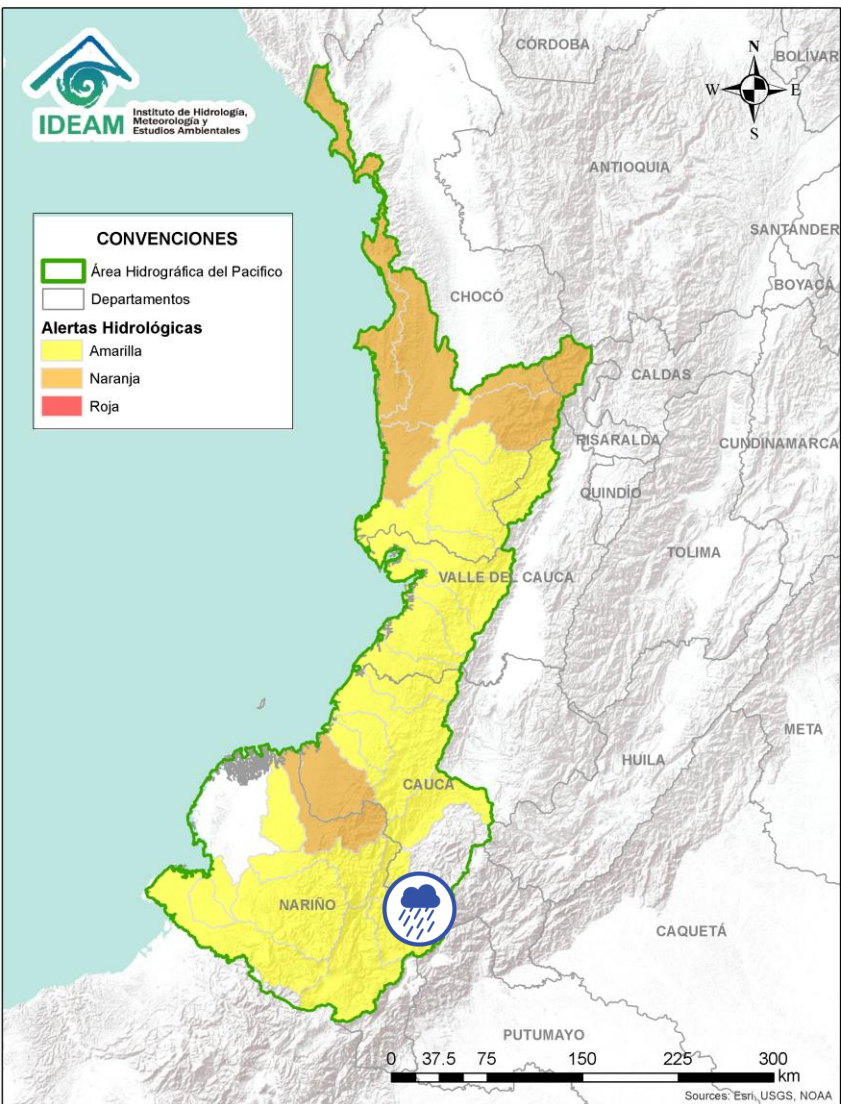 IDEAM
Instituto de Hidrología,
Meteorología y
Estudios Ambientales
N
W E
S
CÓRDOBA
BOLÍVAR
ANTIOQUIA
SANTANDER
BOYACÁ
CHOCÓ
CALDAS
RISARALDA
CUNDINAMARCA
QUINDÍO
TOLIMA
VALLE DEL CAUCA
META
HUILA
CAUCA
NARIÑO
CAQUETÁ
PUTUMAYO
CONVENCIONES
Área Hidrográfica del Pacifico
Departamentos
Alertas Hidrológicas
Amarilla
Naranja
Roja
0 37.5 75 150 225 300
km
Sources: Esri, USGS, NOAA